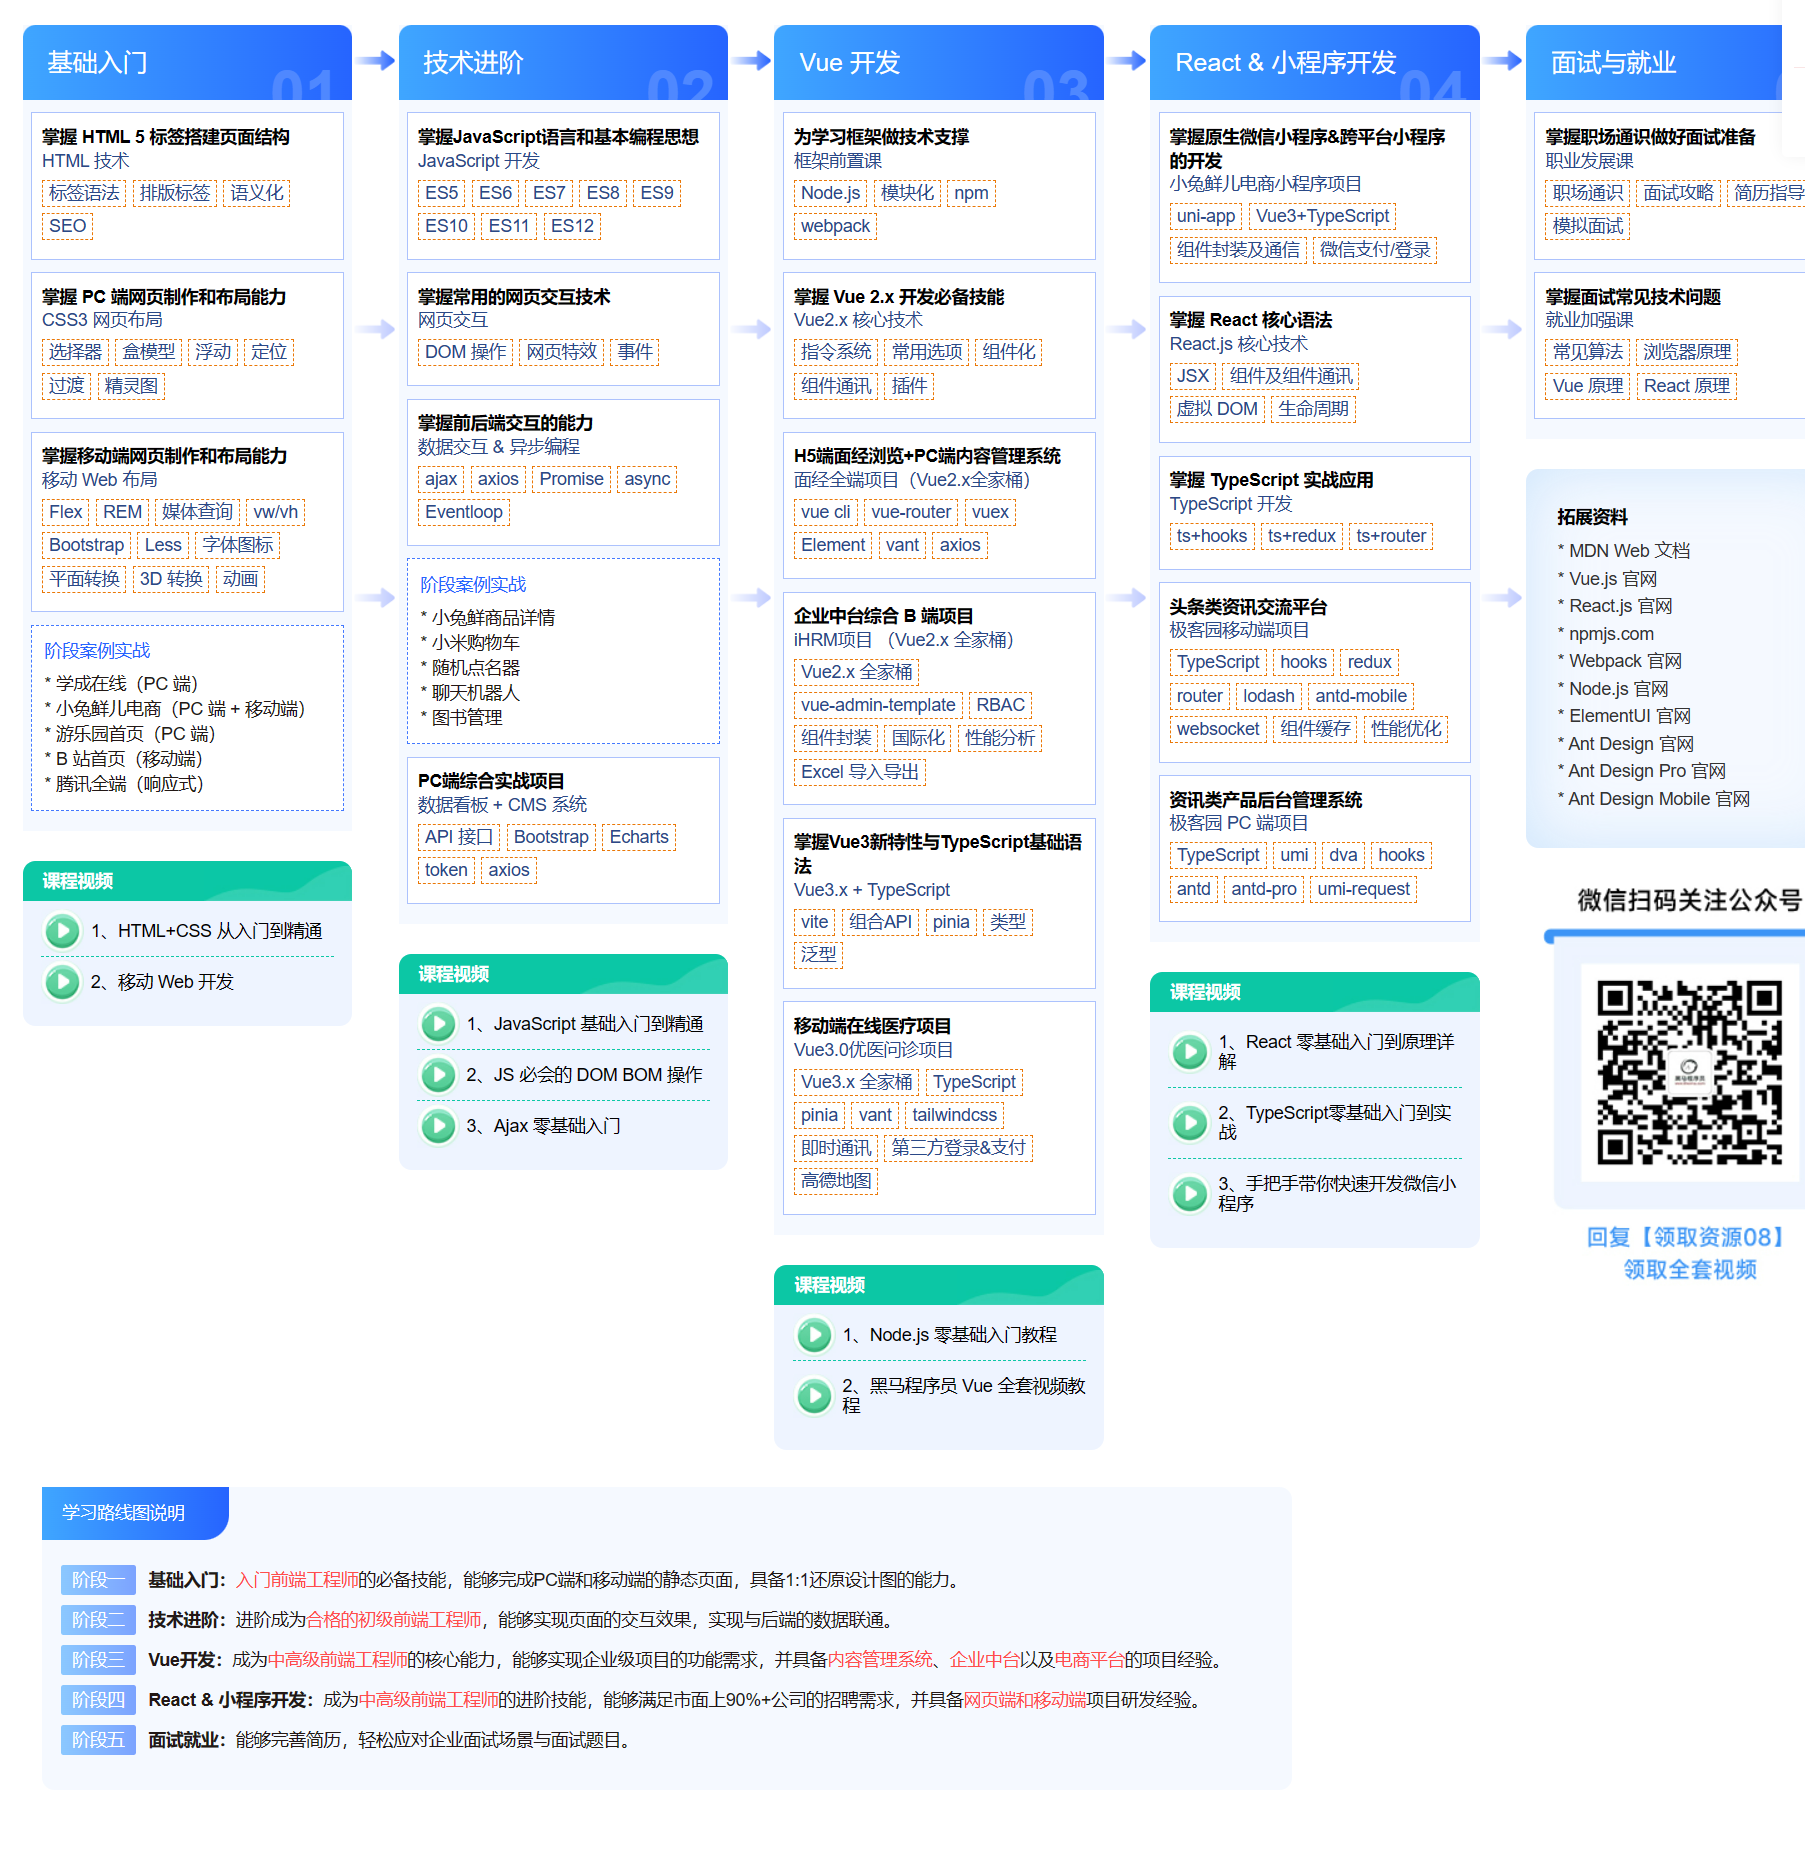 基础入门
01
掌握 HTML 5 标签搭建页面结构
HTML 技术
标签语法 排版标签 语义化
SEO
掌握 PC 端网页制作和布局能力
CSS3 网页布局
选择器 盒模型 浮动 定位
过渡 精灵图
掌握移动端网页制作和布局能力
移动 Web 布局
Flex REM 媒体查询 vw/vh
Bootstrap Less 字体图标
平面转换 3D 转换 动画
阶段案例实战
* 学成在线（PC 端）
* 小兔鲜儿电商（PC 端 + 移动端）
* 游乐园首页（PC 端）
* B 站首页（移动端）
* 腾讯全端（响应式）
课程视频
1、HTML+CSS 从入门到精通
2、移动 Web 开发
技术进阶
02
掌握JavaScript语言和基本编程思想
JavaScript 开发
ES5 ES6 ES7 ES8 ES9
ES10 ES11 ES12
掌握常用的网页交互技术
网页交互
DOM 操作 网页特效 事件
掌握前后端交互的能力
数据交互 & 异步编程
ajax axios Promise async
Eventloop
阶段案例实战
* 小兔鲜商品详情
* 小米购物车
* 随机点名器
* 聊天机器人
* 图书管理
PC端综合实战项目
数据看板 + CMS 系统
API 接口 Bootstrap Echarts
token axios
课程视频
1、JavaScript 基础入门到精通
2、JS 必会的 DOM BOM 操作
3、Ajax 零基础入门
Vue 开发
03
为学习框架做技术支撑
框架前置课
Node.js 模块化 npm
webpack
掌握 Vue 2.x 开发必备技能
Vue2.x 核心技术
指令系统 常用选项 组件化
组件通讯 插件
H5端面经浏览+PC端内容管理系统
面经全端项目（Vue2.x全家桶）
vue cli vue-router vuex
Element vant axios
企业中台综合 B 端项目
iHRM项目 （Vue2.x 全家桶）
Vue2.x 全家桶
vue-admin-template RBAC
组件封装 国际化 性能分析
Excel 导入导出
掌握Vue3新特性与TypeScript基础语
法
Vue3.x + TypeScript
vite 组合API pinia 类型
泛型
移动端在线医疗项目
Vue3.0优医问诊项目
Vue3.x 全家桶 TypeScript
pinia vant tailwindcss
即时通讯 第三方登录&支付
高德地图
课程视频
1、Node.js 零基础入门教程
2、黑马程序员 Vue 全套视频教
程
React & 小程序开发
04
掌握原生微信小程序&跨平台小程序
的开发
小兔鲜儿电商小程序项目
uni-app Vue3+TypeScript
组件封装及通信 微信支付/登录
掌握 React 核心语法
React.js 核心技术
JSX 组件及组件通讯
虚拟 DOM 生命周期
掌握 TypeScript 实战应用
TypeScript 开发
ts+hooks ts+redux ts+router
头条类资讯交流平台
极客园移动端项目
TypeScript hooks redux
router lodash antd-mobile
websocket 组件缓存 性能优化
资讯类产品后台管理系统
极客园 PC 端项目
TypeScript umi dva hooks
antd antd-pro umi-request
课程视频
1、React 零基础入门到原理详
解
2、TypeScript零基础入门到实
战
3、手把手带你快速开发微信小
程序
面试与就业
掌握职场通识做好面试准备
职业发展课
职场通识 面试攻略 简历指导
模拟面试
掌握面试常见技术问题
就业加强课
常见算法 浏览器原理
Vue 原理 React 原理
拓展资料
* MDN Web 文档
* Vue.js 官网
* React.js 官网
* npmjs.com
* Webpack 官网
* Node.js 官网
* ElementUI 官网
* Ant Design 官网
* Ant Design Pro 官网
* Ant Design Mobile 官网
微信扫码关注公众号
回复【领取资源08】
领取全套视频
学习路线图说明
阶段一 基础入门：入门前端工程师的必备技能，能够完成PC端和移动端的静态页面，具备1:1还原设计图的能力。
阶段二 技术进阶：进阶成为合格的初级前端工程师，能够实现页面的交互效果，实现与后端的数据联通。
阶段三 Vue开发：成为中高级前端工程师的核心能力，能够实现企业级项目的功能需求，并具备内容管理系统、企业中台以及电商平台的项目经验。
阶段四 React & 小程序开发：成为中高级前端工程师的进阶技能，能够满足市面上90%+公司的招聘需求，并具备网页端和移动端项目研发经验。
阶段五 面试就业：能够完善简历，轻松应对企业面试场景与面试题目。